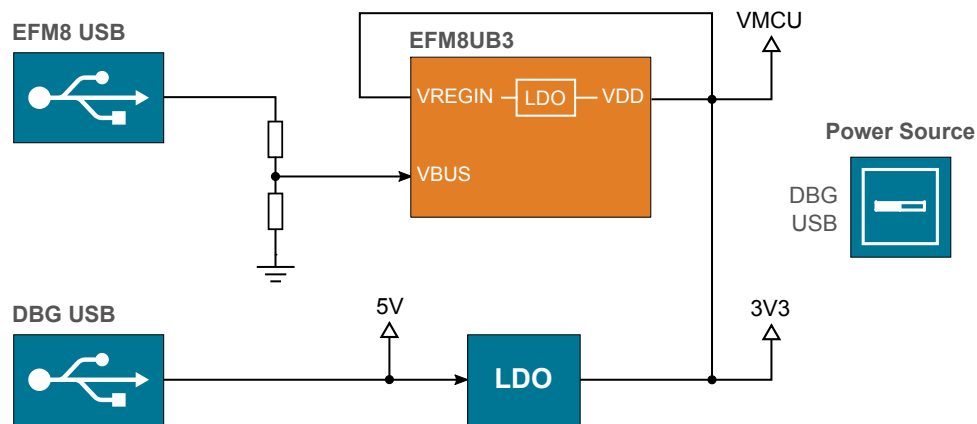 EFM8 USB
EFM8UB3
VMCU
VREGIN
LDO
VDD
VBUS
Power Source
DBG
USB
DBG USB
5V
LDO
3V3